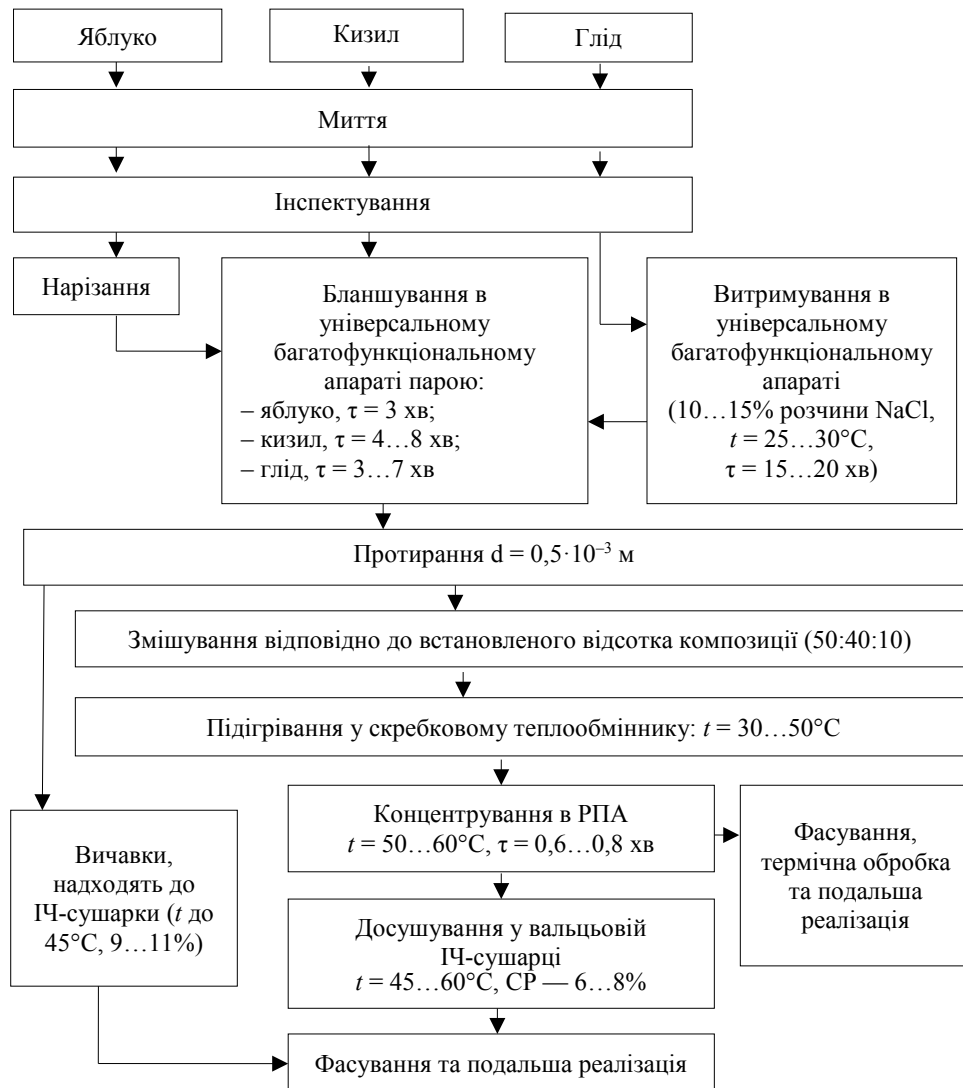 Яблуко
Кизил
Глід
Миття
Інспектування
Нарізання
Бланшування в
універсальному
багатофункціональному
апараті парою:
– яблуко, τ = 3 хв;
– кизил, τ = 4…8 хв;
– глід, τ = 3…7 хв
Витримування в
універсальному
багатофункціональному
апараті
(10…15% розчини NaCl,
t = 25…30°C,
τ = 15…20 хв)
Протирання d = 0,5·10⁻³ м
Змішування відповідно до встановленого відсотка композиції (50:40:10)
Підігрівання у скребковому теплообміннику: t = 30…50°C
Концентрування в РПА
t = 50…60°C, τ = 0,6…0,8 хв
Фасування,
термічна обробка
та подальша
реалізація
Вичавки,
надходять до
ІЧ-сушарки (t до
45°C, 9…11%)
Досушування у вальцьовій
ІЧ-сушарці
t = 45…60°C, СР — 6…8%
Фасування та подальша реалізація